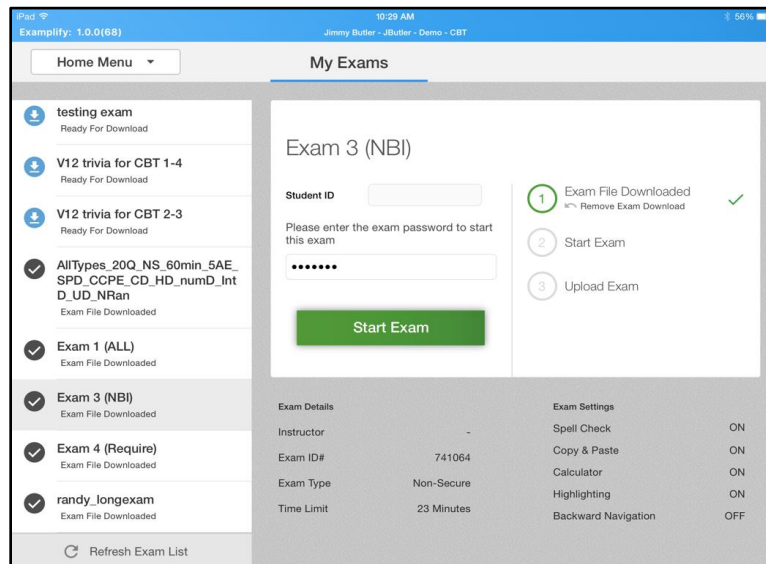 iPad 10:29 AM 56%
Examplify: 1.0.0(68) Jimmy Butler - JButler - Demo - CBT
Home Menu My Exams
testing exam
Ready For Download
V12 trivia for CBT 1-4
Ready For Download
V12 trivia for CBT 2-3
Ready For Download
AllTypes_20Q_NS_60min_5AE_
SPD_CCPE_CD_HD_numD_Int
D_UD_NRan
Exam File Downloaded
Exam 1 (ALL)
Exam File Downloaded
Exam 3 (NBI)
Exam File Downloaded
Exam 4 (Require)
Exam File Downloaded
randy_longexam
Exam File Downloaded
Refresh Exam List
Exam 3 (NBI)
Student ID
Please enter the exam password to start
this exam
•••••••
Start Exam
1 Exam File Downloaded
Remove Exam Download
2 Start Exam
3 Upload Exam
Exam Details
Instructor -
Exam ID# 741064
Exam Type Non-Secure
Time Limit 23 Minutes
Exam Settings
Spell Check ON
Copy & Paste ON
Calculator ON
Highlighting ON
Backward Navigation OFF